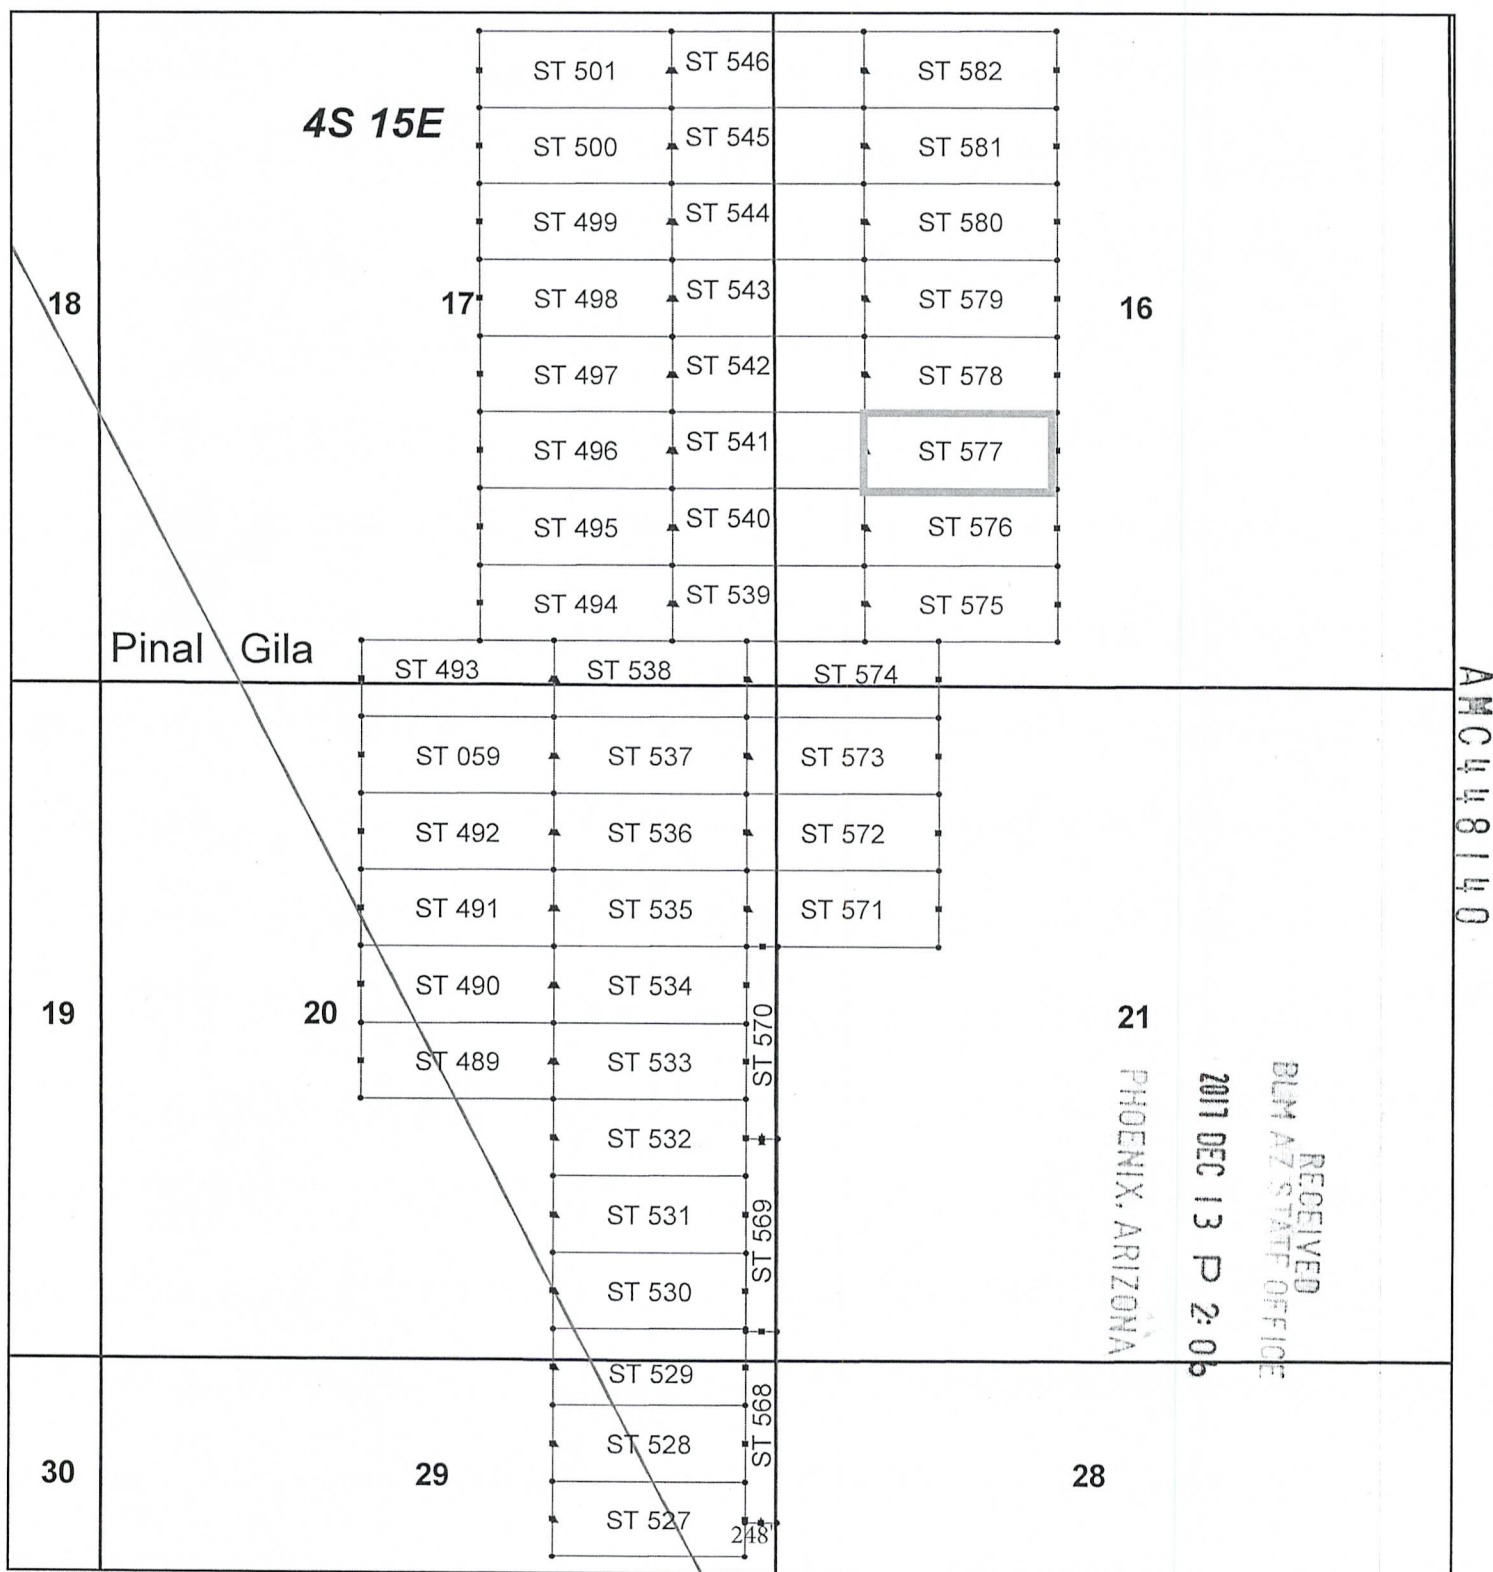 ST 501 ST 546 ST 582
4S 15E
ST 500 ST 545 ST 581
ST 499 ST 544 ST 580
18 17 ST 498 ST 543 ST 579 16
ST 497 ST 542 ST 578
ST 496 ST 541 ST 577
ST 495 ST 540 ST 576
ST 494 ST 539 ST 575
Pinal Gila
ST 493 ST 538 ST 574
ST 059 ST 537 ST 573
ST 492 ST 536 ST 572
ST 491 ST 535 ST 571
ST 490 ST 534
19 20 ST 570 21
ST 489 ST 533
ST 532
ST 531
ST 569
ST 530
ST 529
ST 568
ST 528
30 29 28
ST 527
248'
AMC448140
RECEIVED
BLM AZ STATE OFFICE
2017 DEC 13 P 2:06
PHOENIX, ARIZONA